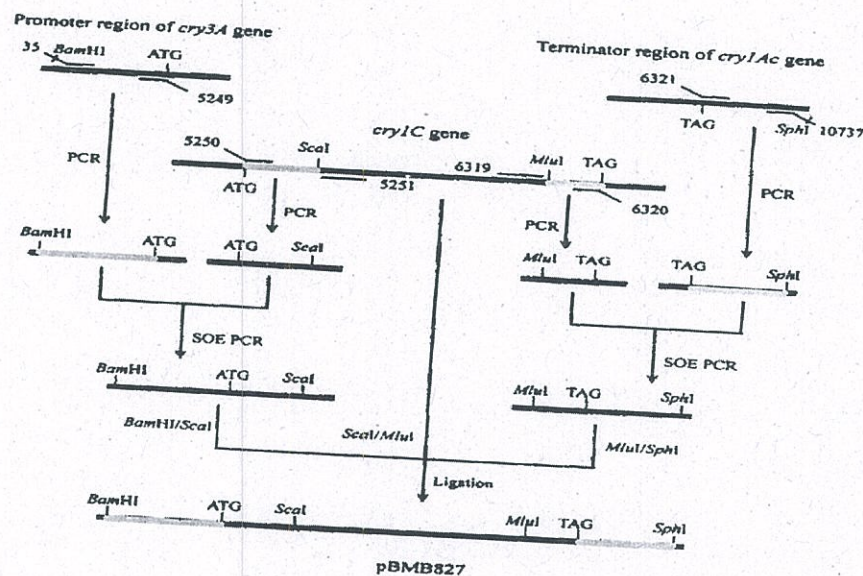 Promoter region of cry3A gene
35 BamHI ATG
5249
Terminator region of cry1Ac gene
6321
TAG SphI 10737
PCR
cry1C gene
5250 ScaI 6319 MluI TAG
ATG 5251 6320
PCR PCR PCR
BamHI ATG ATG ScaI
MluI TAG TAG SphI
SOE PCR SOE PCR
BamHI ATG ScaI
MluI TAG SphI
BamHI/ScaI ScaI/MluI MluI/SphI
Ligation
BamHI ATG ScaI MluI TAG SphI
pBMB827